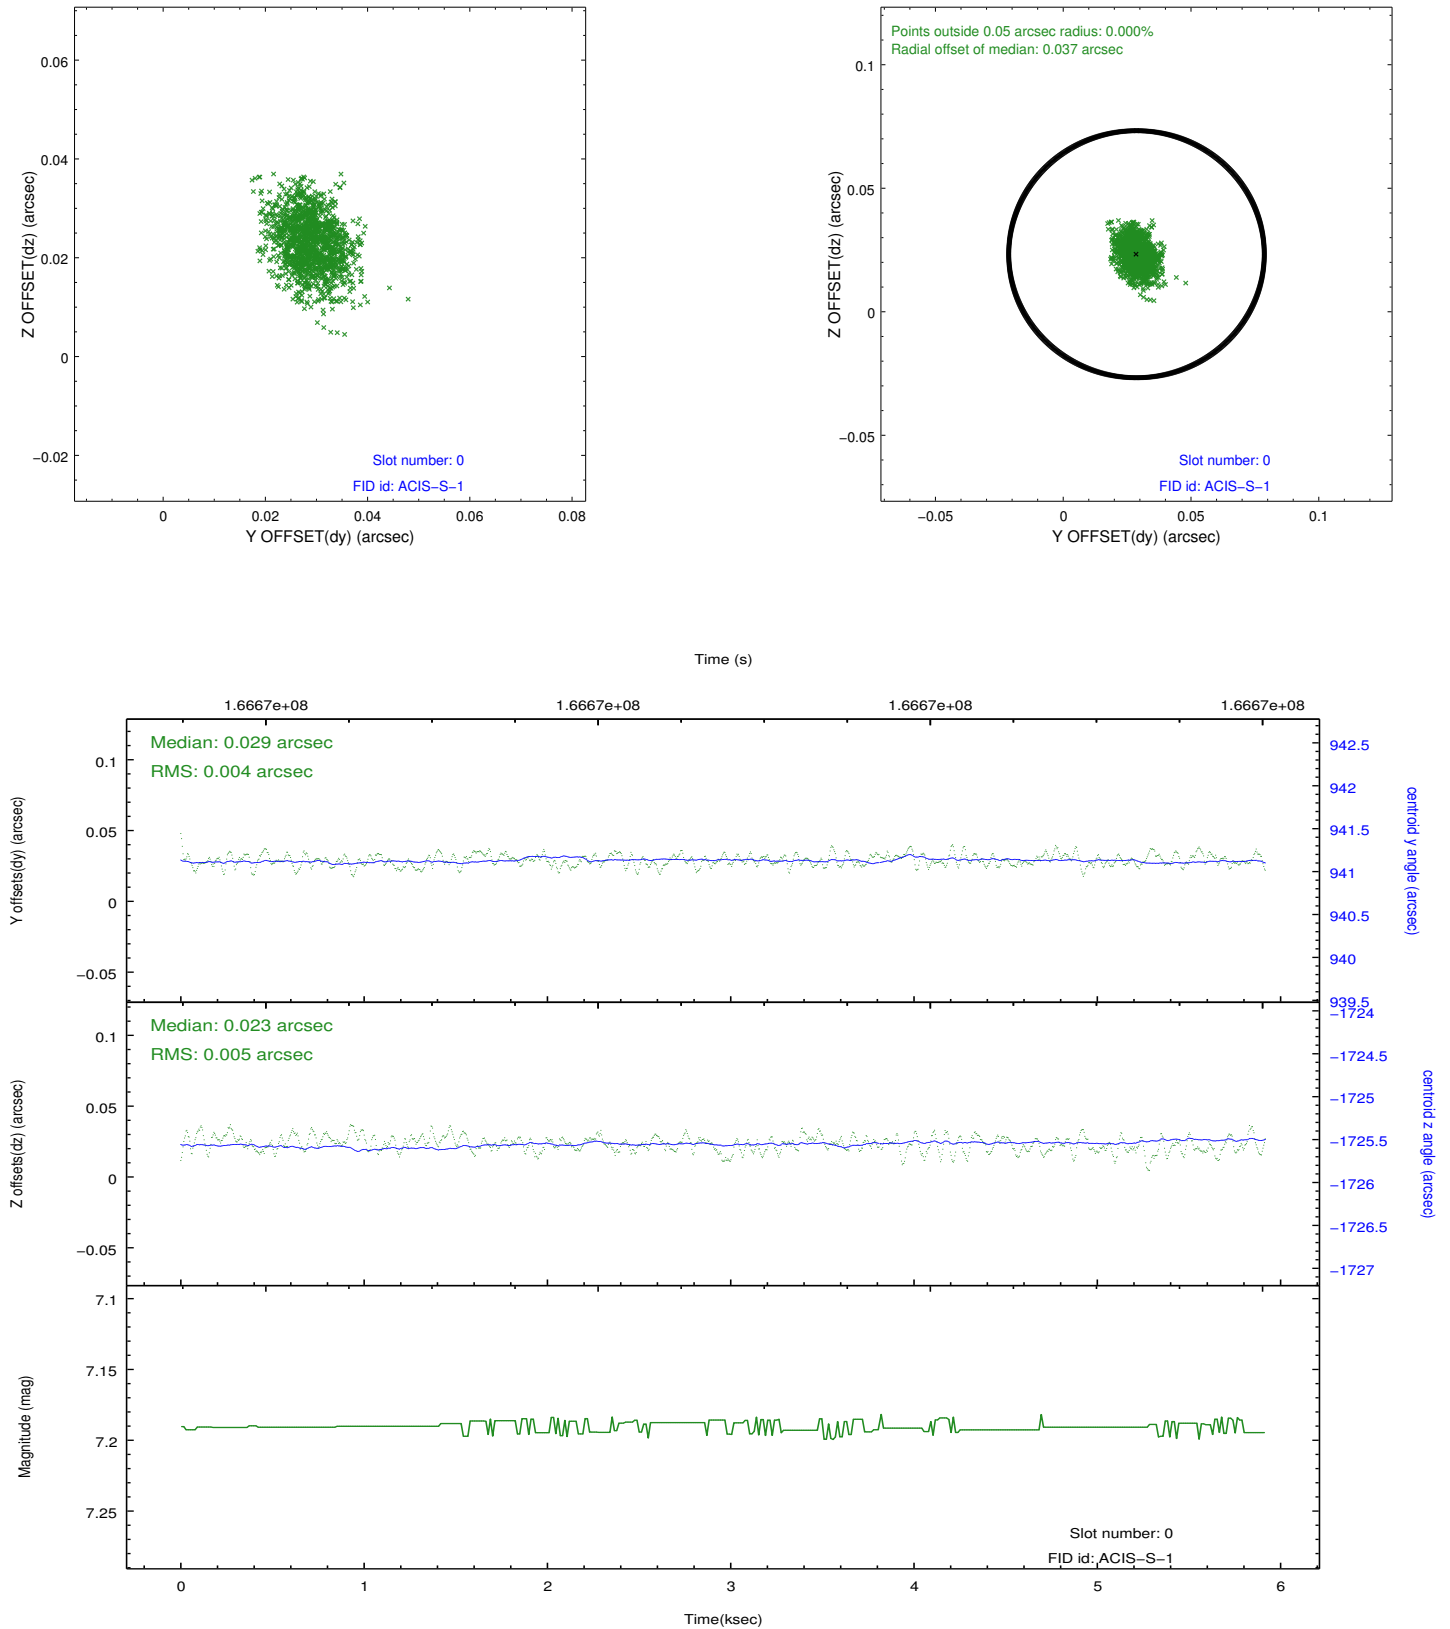 Points outside 0.05 arcsec radius: 0.000%
Radial offset of median: 0.037 arcsec
0.06
0.04
0.02
0
−0.02
Z OFFSET(dz) (arcsec)
Slot number: 0
FID id: ACIS−S−1
0
0.02
0.04
0.06
0.08
Y OFFSET(dy) (arcsec)
0.1
0.05
0
−0.05
Z OFFSET(dz) (arcsec)
Slot number: 0
FID id: ACIS−S−1
−0.05
0
0.05
0.1
Y OFFSET(dy) (arcsec)
Time (s)
1.6667e+08
1.6667e+08
1.6667e+08
1.6667e+08
Median: 0.029 arcsec
RMS: 0.004 arcsec
0.1
0.05
0
−0.05
Y offsets(dy) (arcsec)
942.5
942
941.5
941
940.5
940
939.5
centroid y angle (arcsec)
Median: 0.023 arcsec
RMS: 0.005 arcsec
0.1
0.05
0
−0.05
Z offsets(dz) (arcsec)
−1724
−1724.5
−1725
−1725.5
−1726
−1726.5
−1727
centroid z angle (arcsec)
7.1
7.15
7.2
7.25
Magnitude (mag)
Slot number: 0
FID id: ACIS−S−1
0
1
2
3
4
5
6
Time(ksec)